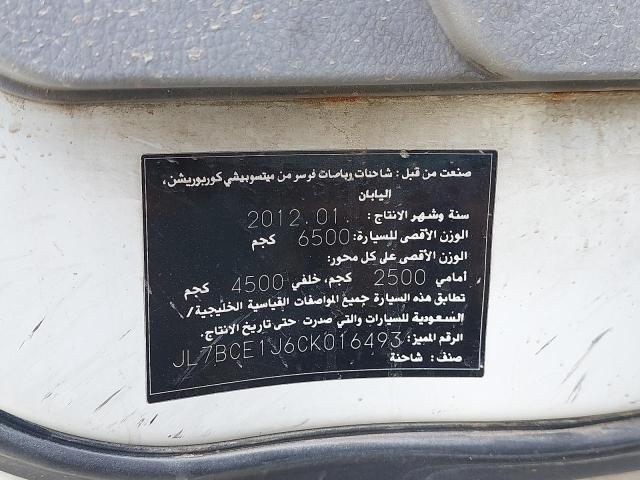 صنعت من قبل : شاحنات وباصات فوسو من ميتسوبيشي كوربوريشن،
اليابان
سنة وشهر الانتاج : 2012.01.
الوزن الأقصى للسيارة: 6500 كجم
الوزن الأقصى على كل محور:
أمامي 2500 كجم، خلفي 4500 كجم
تطابق هذه السيارة جميع المواصفات القياسية الخليجية/
السعودية للسيارات والتي صدرت حتى تاريخ الانتاج.
الرقم المميز: JL7BCE1J6CK016493
صنف : شاحنة